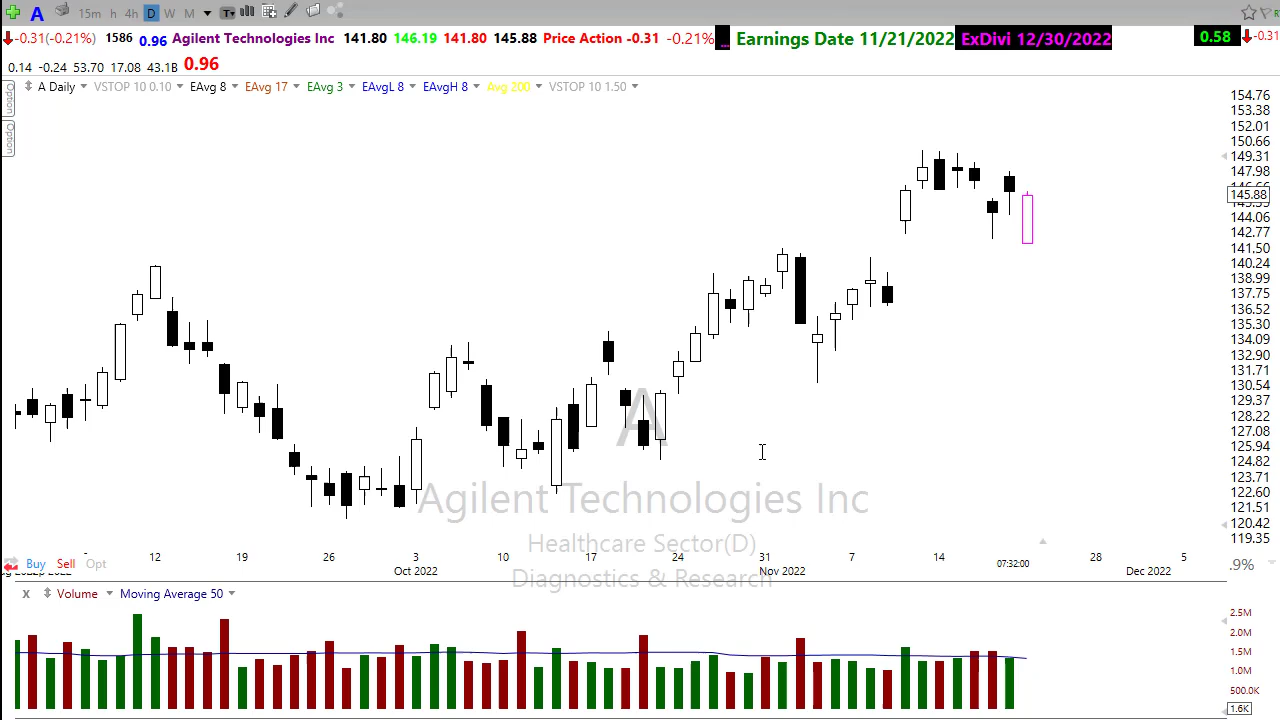 A 15m h 4h D W M T
-0.31(-0.21%) 1586 0.96 Agilent Technologies Inc 141.80 146.19 141.80 145.88 Price Action -0.31 -0.21% ... Earnings Date 11/21/2022 ExDivi 12/30/2022 0.58 -0.31
0.14 -0.24 53.70 17.08 43.1B 0.96
Option
A Daily VSTOP 10 0.10 EAvg 8 EAvg 17 EAvg 3 EAvgL 8 EAvgH 8 Avg 200 VSTOP 10 1.50
Option
154.76
153.38
152.01
150.66
149.31
147.98
145.88
144.06
142.77
141.50
140.24
138.99
137.75
136.52
135.30
134.09
132.90
131.71
130.54
129.37
128.22
127.08
125.94
124.82
123.71
122.60
121.51
120.42
119.35
A
Agilent Technologies Inc
Healthcare Sector(D)
Diagnostics & Research
12 19 26 3 10 17 24 31 7 14 28 5
Buy Sell Opt
07:32:00
.9%
Oct 2022 Nov 2022 Dec 2022
x Volume Moving Average 50
2.5M
2.0M
1.5M
1.0M
500.0K
1.6K